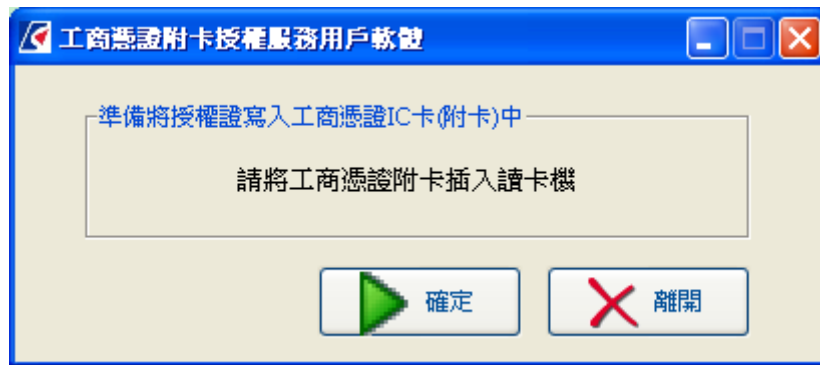 工商憑證附卡授權服務用戶軟體
準備將授權證寫入工商憑證IC卡(附卡)中
請將工商憑證附卡插入讀卡機
確定
離開